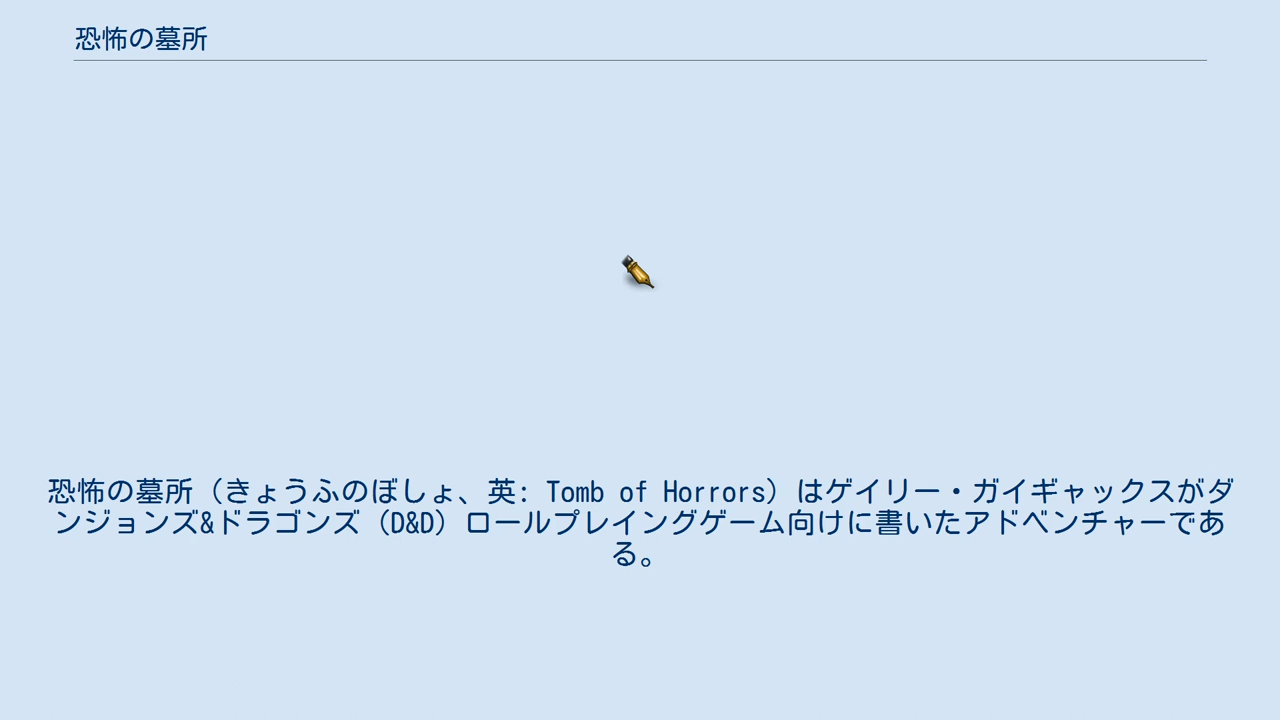 恐怖の墓所
恐怖の墓所（きょうふのぼしょ、英: Tomb of Horrors）はゲイリー・ガイギャックスがダ
ンジョンズ&ドラゴンズ（D&D）ロールプレイングゲーム向けに書いたアドベンチャーであ
る。